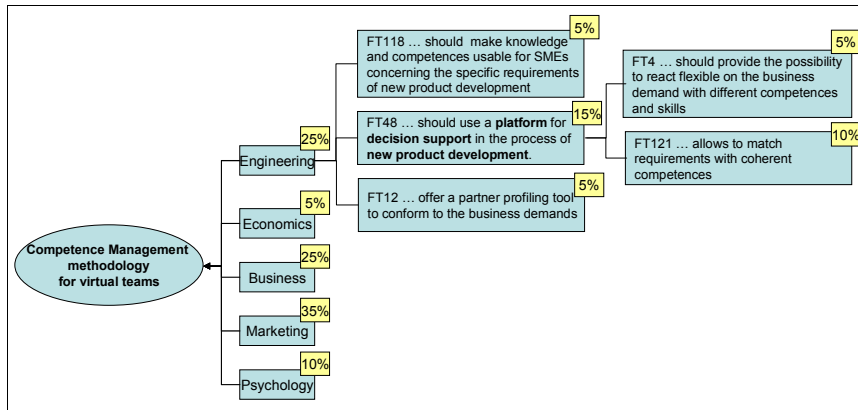 5%
FT118 ... should  make knowledge
and competences usable for SMEs
concerning the specific requirements
of new product development
5%
FT4 ... should provide the possibility
to react flexible on the business
demand with different competences
and skills
15%
FT48 ... should use a platform for
decision support in the process of
new product development.
10%
FT121 ... allows to match
requirements with coherent
competences
5%
FT12 ... offer a partner profiling tool
to conform to the business demands
25%
Engineering
5%
Economics
Competence Management
methodology
for virtual teams
25%
Business
35%
Marketing
10%
Psychology